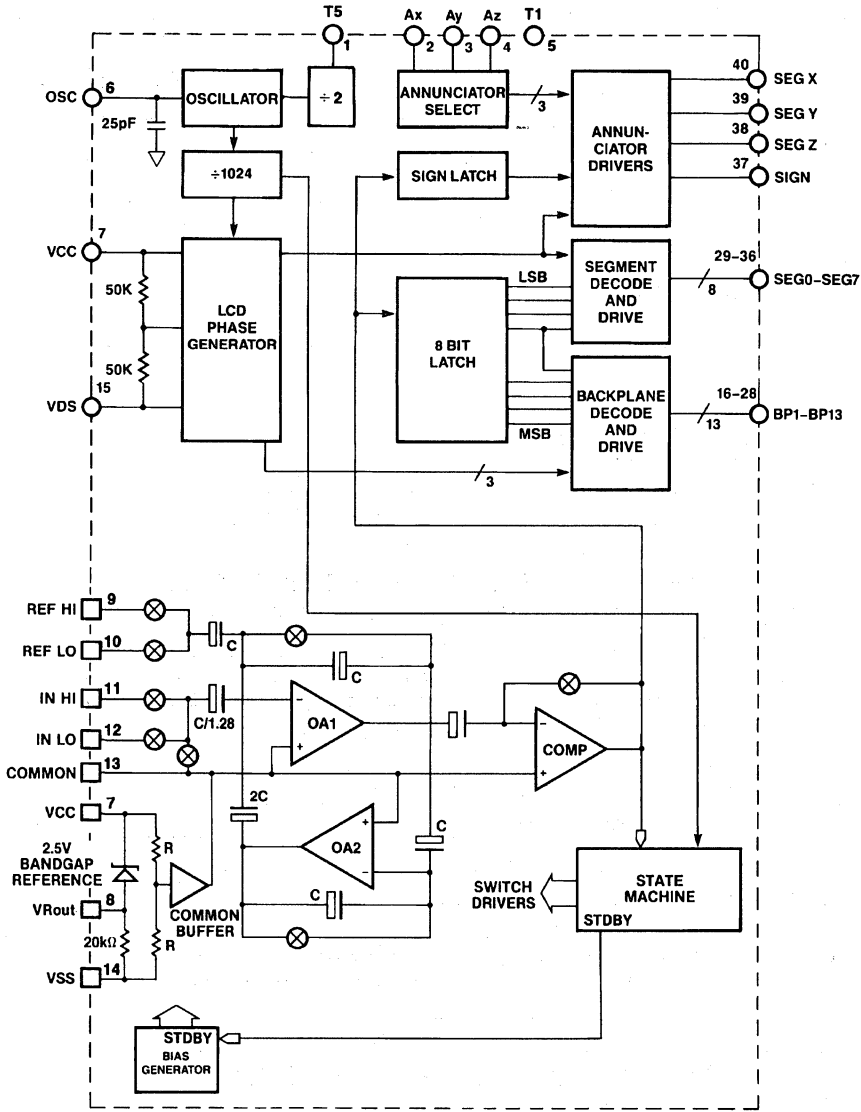 T5
Ax
Ay
Az
T1
1
2
3
4
5
6
OSC
OSCILLATOR
÷2
ANNUNCIATOR
SELECT
3
ANNUN-
CIATOR
DRIVERS
40
SEG X
39
SEG Y
38
SEG Z
37
SIGN
25pF
÷1024
SIGN LATCH
7
VCC
50K
50K
LCD
PHASE
GENERATOR
15
VDS
LSB
8 BIT
LATCH
MSB
SEGMENT
DECODE
AND
DRIVE
29–36
8
SEG0–SEG7
BACKPLANE
DECODE
AND
DRIVE
16–28
13
BP1–BP13
3
REF HI
9
REF LO
10
C
C
IN HI
11
C/1.28
IN LO
12
OA1
–
+
COMP
–
+
COMMON
13
VCC
7
2C
2.5V
BANDGAP
REFERENCE
R
OA2
+
–
C
VRout
8
COMMON
BUFFER
C
20kΩ
R
VSS
14
SWITCH
DRIVERS
STATE
MACHINE
STDBY
STDBY
BIAS
GENERATOR